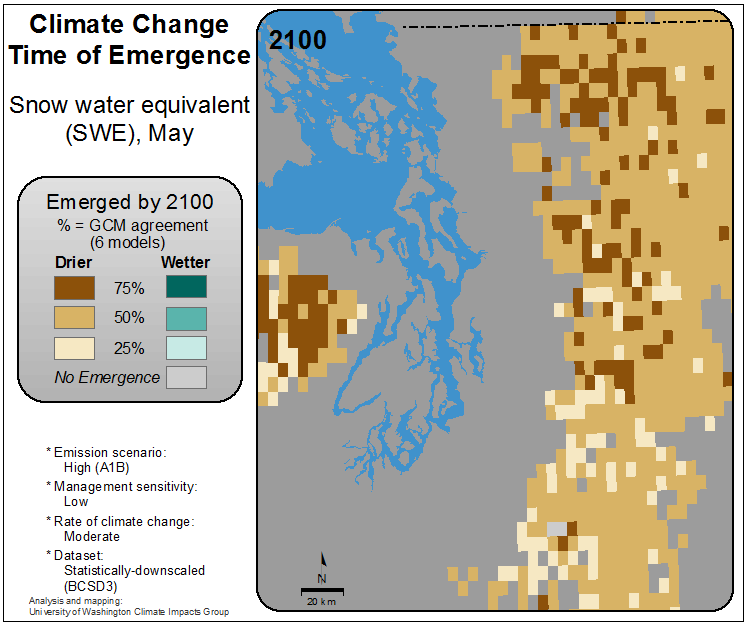 Climate Change
Time of Emergence
Snow water equivalent
(SWE), May
Emerged by 2100
% = GCM agreement
(6 models)
Drier Wetter
75%
50%
25%
No Emergence
* Emission scenario:
High (A1B)
* Management sensitivity:
Low
* Rate of climate change:
Moderate
* Dataset:
Statistically-downscaled
(BCSD3)
Analysis and mapping:
University of Washington Climate Impacts Group
2100
N
20 km